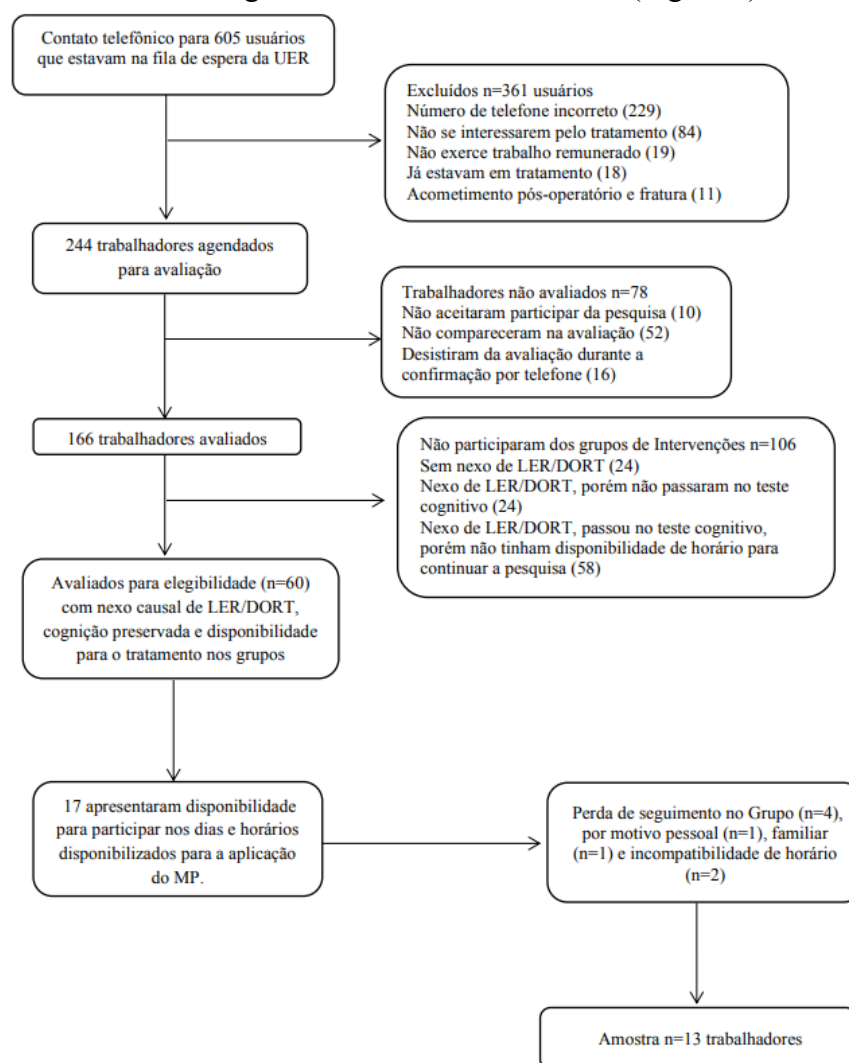 Contato telefônico para 605 usuários
que estavam na fila de espera da UER
Excluídos n=361 usuários
Número de telefone incorreto (229)
Não se interessarem pelo tratamento (84)
Não exerce trabalho remunerado (19)
Já estavam em tratamento (18)
Acometimento pós-operatório e fratura (11)
244 trabalhadores agendados
para avaliação
Trabalhadores não avaliados n=78
Não aceitaram participar da pesquisa (10)
Não compareceram na avaliação (52)
Desistiram da avaliação durante a
confirmação por telefone (16)
166 trabalhadores avaliados
Não participaram dos grupos de Intervenções n=106
Sem nexo de LER/DORT (24)
Nexo de LER/DORT, porém não passaram no teste
cognitivo (24)
Nexo de LER/DORT, passou no teste cognitivo,
porém não tinham disponibilidade de horário para
continuar a pesquisa (58)
Avaliados para elegibilidade (n=60)
com nexo causal de LER/DORT,
cognição preservada e disponibilidade
para o tratamento nos grupos
17 apresentaram disponibilidade
para participar nos dias e horários
disponibilizados para a aplicação
do MP.
Perda de seguimento no Grupo (n=4),
por motivo pessoal (n=1), familiar
(n=1) e incompatibilidade de horário
(n=2)
Amostra n=13 trabalhadores